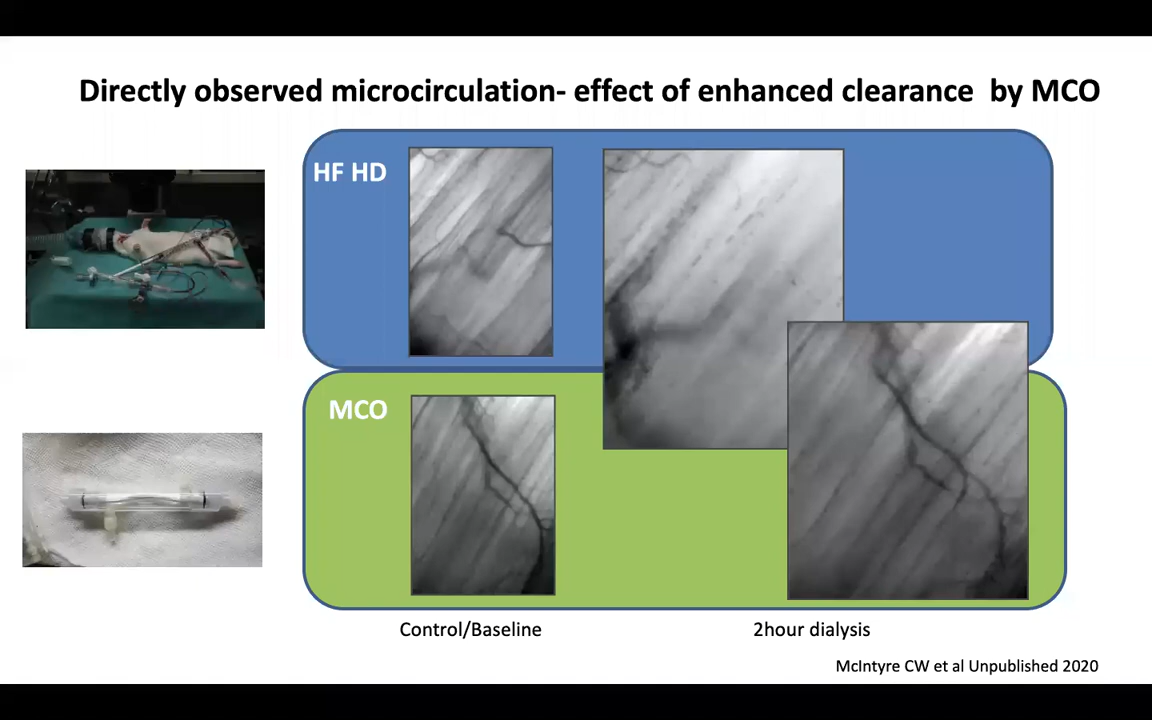 Directly observed microcirculation- effect of enhanced clearance by MCO
HF HD
MCO
Control/Baseline
2hour dialysis
McIntyre CW et al Unpublished 2020